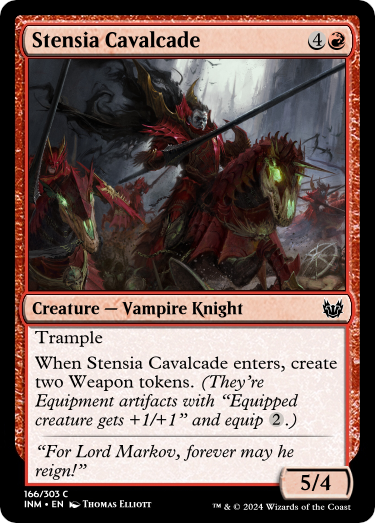 Stensia Cavalcade 4
Creature — Vampire Knight
Trample
When Stensia Cavalcade enters, create
two Weapon tokens. (They're
Equipment artifacts with “Equipped
creature gets +1/+1” and equip 2.)
“For Lord Markov, forever may he
reign!”
5/4
166/303 C
INM • EN Thomas Elliott
™ & © 2024 Wizards of the Coast